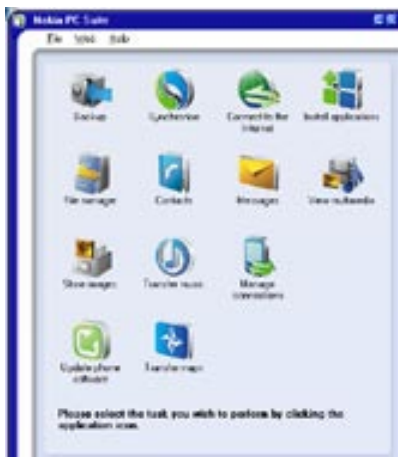 Nokia PC Suite
File View Help
Backup Synchronise Connect to the Internet Install applications
File manager Contacts Messages View multimedia
Store images Transfer music Manage connections
Update phone software Transfer maps
Please select the task you wish to perform by clicking the
application icon.